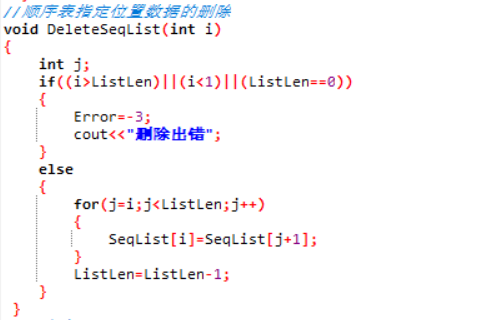 //顺序表指定位置数据的删除
void DeleteSeqList(int i)
{
    int j;
    if((i>ListLen)||(i<1)||(ListLen==0))
    {
        Error=-3;
        cout<<"删除出错";
    }
    else
    {
        for(j=i;j<ListLen;j++)
        {
            SeqList[i]=SeqList[j+1];
        }
        ListLen=ListLen-1;
    }
}